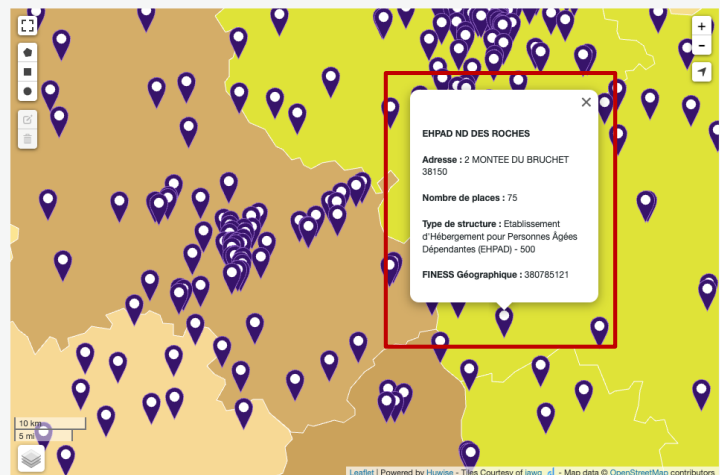 +
−
×
EHPAD ND DES ROCHES
Adresse : 2 MONTEE DU BRUCHET
38150
Nombre de places : 75
Type de structure : Etablissement
d'Hébergement pour Personnes Âgées
Dépendantes (EHPAD) - 500
FINESS Géographique : 380785121
10 km
5 mi
Leaflet | Powered by Huwise - Tiles Courtesy of jawg - Map data © OpenStreetMap contributors